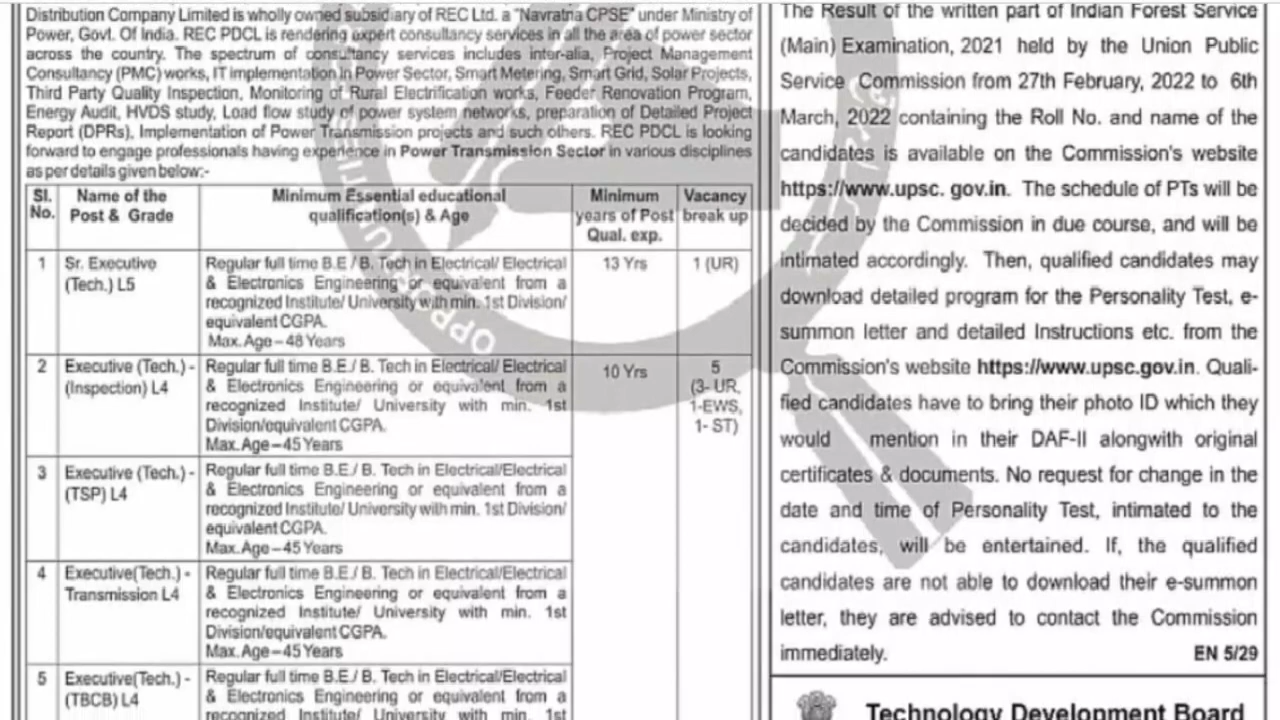 Distribution Company Limited is wholly owned subsidiary of REC Ltd. a "Navratna CPSE" under Ministry of
Power, Govt. Of India. REC PDCL is rendering expert consultancy services in all the area of power sector
across the country. The spectrum of consultancy services includes inter-alia, Project Management
Consultancy (PMC) works, IT implementation in Power Sector, Smart Metering, Smart Grid, Solar Projects,
Third Party Quality Inspection, Monitoring of Rural Electrification works, Feeder Renovation Program,
Energy Audit, HVDS study, Load flow study of power system networks, preparation of Detailed Project
Report (DPRs), Implementation of Power Transmission projects and such others. REC PDCL is looking
forward to engage professionals having experience in Power Transmission Sector in various disciplines
as per details given below:-
Sl. No.
Name of the Post & Grade
Minimum Essential educational qualification(s) & Age
Minimum years of Post Qual. exp.
Vacancy break up
1
Sr. Executive
(Tech.) L5
Regular full time B.E./ B. Tech in Electrical/ Electrical
& Electronics Engineering or equivalent from a
recognized Institute/ University with min. 1st Division/
equivalent CGPA.
Max. Age – 48 Years
13 Yrs
1 (UR)
2
Executive (Tech.) -
(Inspection) L4
Regular full time B.E./ B. Tech in Electrical/ Electrical
& Electronics Engineering or equivalent from a
recognized Institute/ University with min. 1st
Division/equivalent CGPA.
Max. Age – 45 Years
10 Yrs
5
(3- UR,
1-EWS,
1- ST)
3
Executive (Tech.) -
(TSP) L4
Regular full time B.E./ B. Tech in Electrical/Electrical
& Electronics Engineering or equivalent from a
recognized Institute/ University with min. 1st Division/
equivalent CGPA.
Max. Age – 45 Years
4
Executive(Tech.) -
Transmission L4
Regular full time B.E./ B. Tech in Electrical/Electrical
& Electronics Engineering or equivalent from a
recognized Institute/ University with min. 1st
Division/equivalent CGPA.
Max. Age – 45 Years
5
Executive(Tech.) -
(TBCB) L4
Regular full time B.E./ B. Tech in Electrical/Electrical
& Electronics Engineering or equivalent from a
recognized Institute/ University with min. 1st
The Result of the written part of Indian Forest Service
(Main) Examination, 2021 held by the Union Public
Service Commission from 27th February, 2022 to 6th
March, 2022 containing the Roll No. and name of the
candidates is available on the Commission's website
https://www.upsc. gov.in. The schedule of PTs will be
decided by the Commission in due course, and will be
intimated accordingly. Then, qualified candidates may
download detailed program for the Personality Test, e-
summon letter and detailed Instructions etc. from the
Commission's website https://www.upsc.gov.in. Quali-
fied candidates have to bring their photo ID which they
would mention in their DAF-II alongwith original
certificates & documents. No request for change in the
date and time of Personality Test, intimated to the
candidates, will be entertained. If, the qualified
candidates are not able to download their e-summon
letter, they are advised to contact the Commission
immediately.
EN 5/29
Technology Development Board